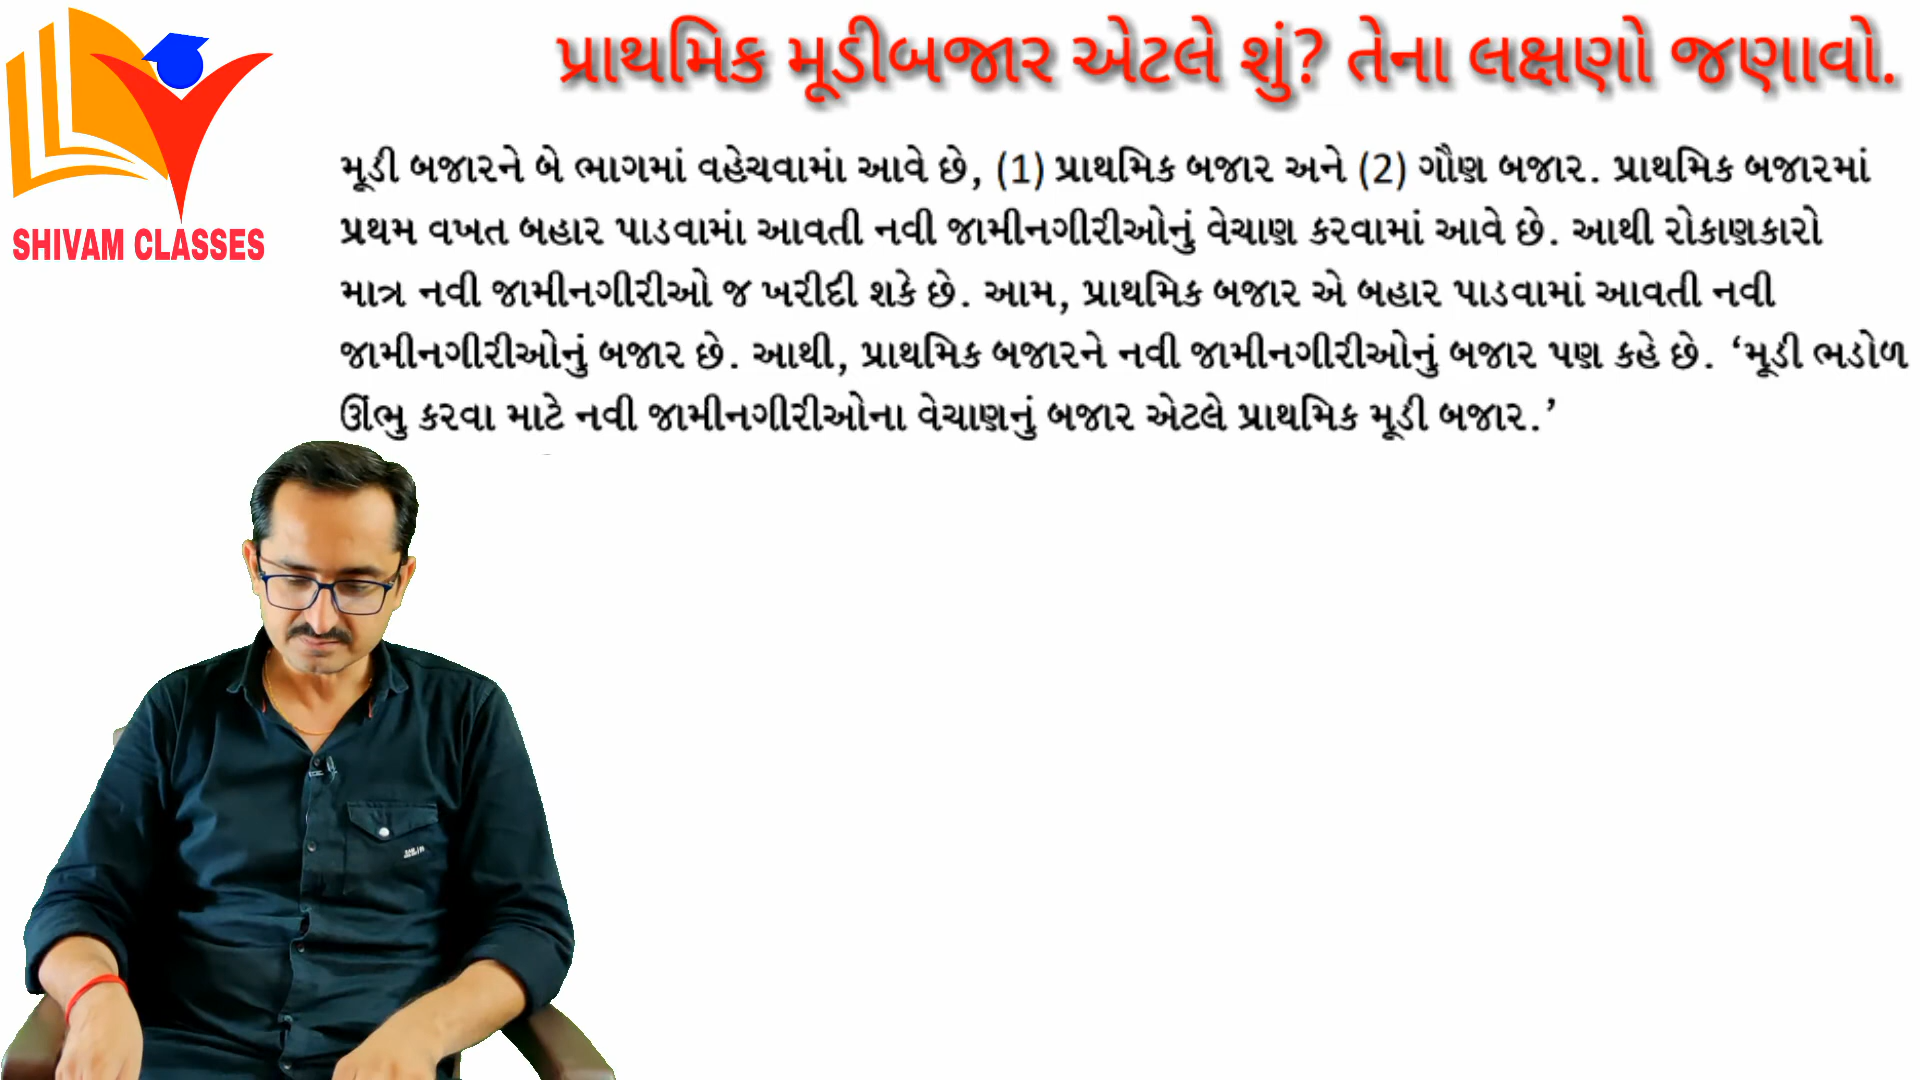 પ્રાથમિક મૂડીબજાર એટલે શું? તેના લક્ષણો જણાવો.
SHIVAM CLASSES
મૂડી બજારને બે ભાગમાં વહેચવામાં આવે છે, (1) પ્રાથમિક બજાર અને (2) ગૌણ બજાર. પ્રાથમિક બજારમાં
પ્રથમ વખત બહાર પાડવામાં આવતી નવી જામીનગીરીઓનું વેચાણ કરવામાં આવે છે. આથી રોકાણકારો
માત્ર નવી જામીનગીરીઓ જ ખરીદી શકે છે. આમ, પ્રાથમિક બજાર એ બહાર પાડવામાં આવતી નવી
જામીનગીરીઓનું બજાર છે. આથી, પ્રાથમિક બજારને નવી જામીનગીરીઓનું બજાર પણ કહે છે. ‘મૂડી ભડોળ
ઊંભુ કરવા માટે નવી જામીનગીરીઓના વેચાણનું બજાર એટલે પ્રાથમિક મૂડી બજાર.’